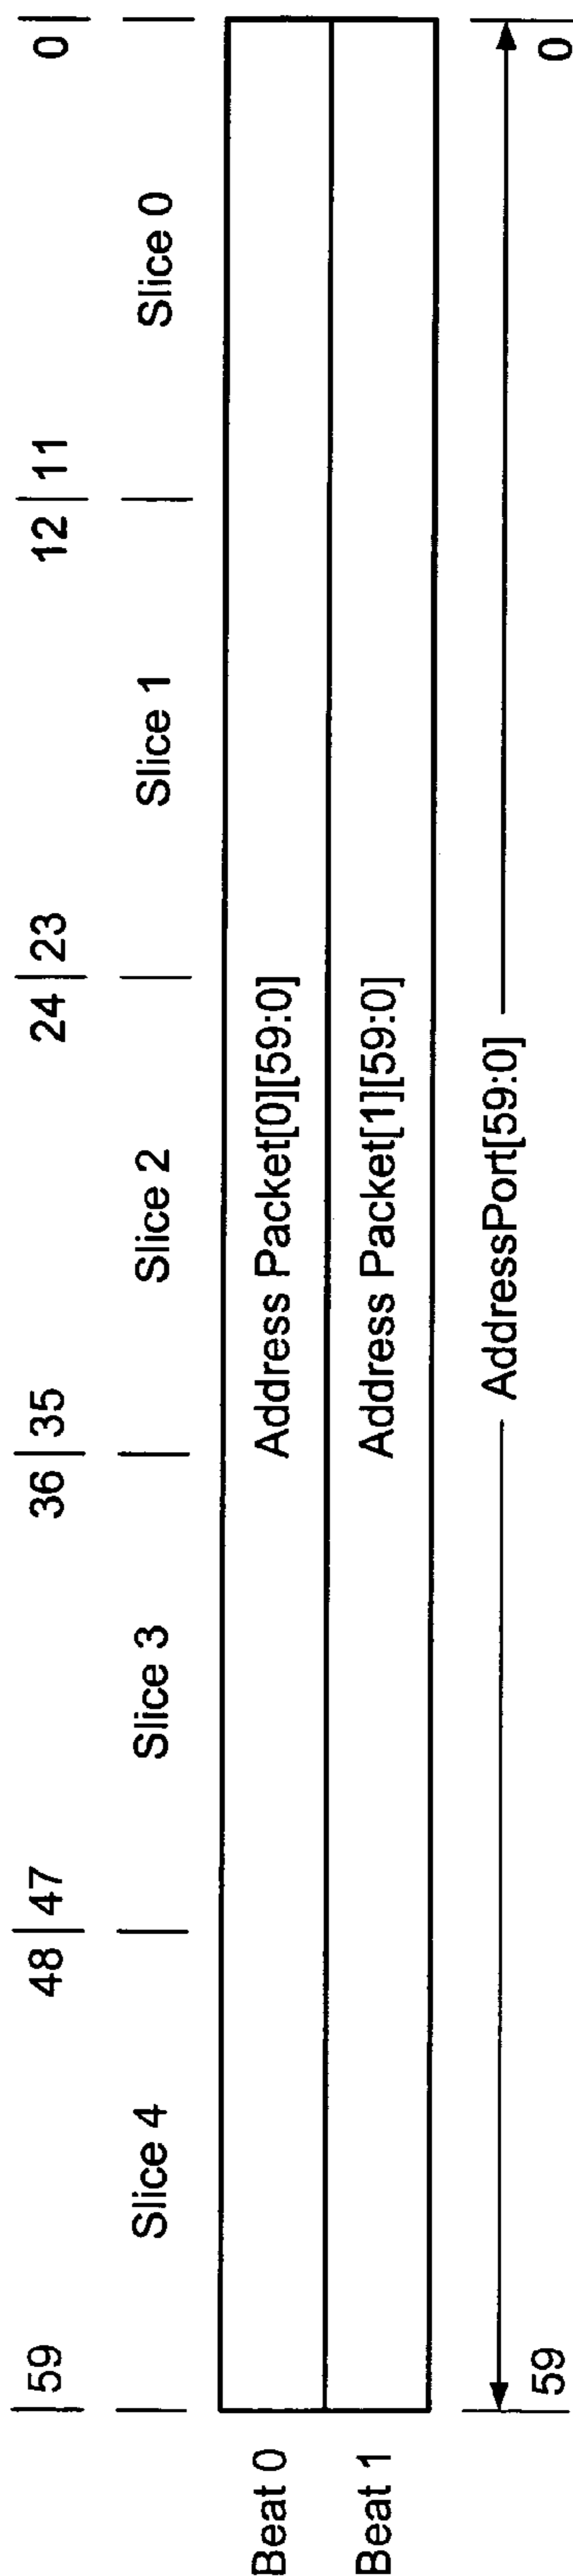 59 48 47 36 35 24 23 12 11 0
Slice 4 Slice 3 Slice 2 Slice 1 Slice 0
Beat 0 Address Packet[0][59:0]
Beat 1 Address Packet[1][59:0]
AddressPort[59:0]
59 0